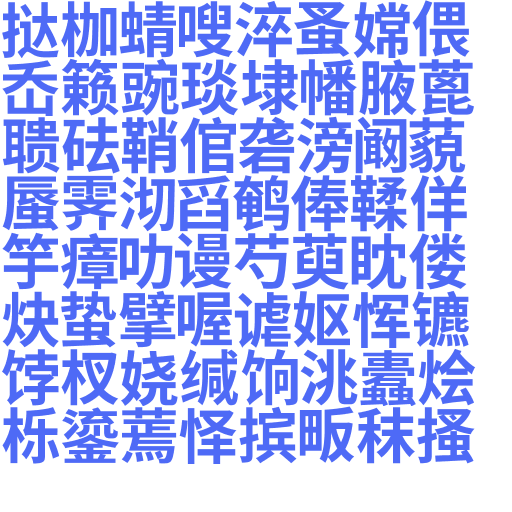 挞枷蜻嗖淬蚤嫦偎
岙籁豌琰埭幡腋蓖
聩砝鞘倌砻滂阚藐
蜃霁沏滔鹌俸鞣佯
竽瘴叻谩芍萸眈偻
炔蛰擘喔谑妪恽镳
饽杈娆缄饷洮蠹烩
栎鎏蔫怿摈畈秣搔